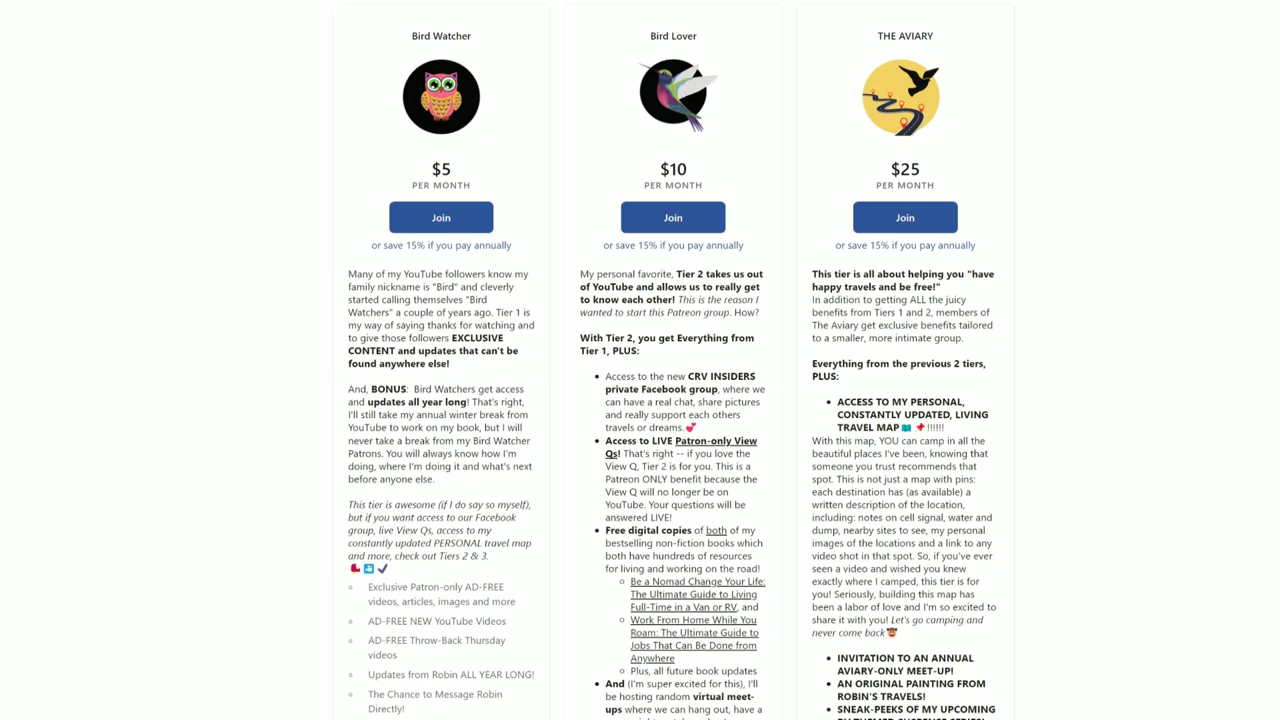 Bird Watcher
$5
PER MONTH
Join
or save 15% if you pay annually
Many of my YouTube followers know my
family nickname is "Bird" and cleverly
started calling themselves "Bird
Watchers" a couple of years ago. Tier 1 is
my way of saying thanks for watching and
to give those followers EXCLUSIVE
CONTENT and updates that can't be
found anywhere else!
And, BONUS: Bird Watchers get access
and updates all year long! That's right,
I'll still take my annual winter break from
YouTube to work on my book, but I will
never take a break from my Bird Watcher
Patrons. You will always know how I'm
doing, where I'm doing it and what's next
before anyone else.
This tier is awesome (if I do say so myself),
but if you want access to our Facebook
group, live View Qs, access to my
constantly updated PERSONAL travel map
and more, check out Tiers 2 & 3.
Exclusive Patron-only AD-FREE
videos, articles, images and more
AD-FREE NEW YouTube Videos
AD-FREE Throw-Back Thursday
videos
Updates from Robin ALL YEAR LONG!
The Chance to Message Robin
Directly!
Bird Lover
$10
PER MONTH
Join
or save 15% if you pay annually
My personal favorite, Tier 2 takes us out
of YouTube and allows us to really get
to know each other! This is the reason I
wanted to start this Patreon group. How?
With Tier 2, you get Everything from
Tier 1, PLUS:
Access to the new CRV INSIDERS
private Facebook group, where we
can have a real chat, share pictures
and really support each others
travels or dreams.
Access to LIVE Patron-only View
Qs! That's right -- if you love the
View Q, Tier 2 is for you. This is a
Patreon ONLY benefit because the
View Q will no longer be on
YouTube. Your questions will be
answered LIVE!
Free digital copies of both of my
bestselling non-fiction books which
both have hundreds of resources
for living and working on the road!
Be a Nomad Change Your Life:
The Ultimate Guide to Living
Full-Time in a Van or RV, and
Work From Home While You
Roam: The Ultimate Guide to
Jobs That Can Be Done from
Anywhere
Plus, all future book updates
And (I'm super excited for this), I'll
be hosting random virtual meet-
ups where we can hang out, have a
THE AVIARY
$25
PER MONTH
Join
or save 15% if you pay annually
This tier is all about helping you "have
happy travels and be free!"
In addition to getting ALL the juicy
benefits from Tiers 1 and 2, members of
The Aviary get exclusive benefits tailored
to a smaller, more intimate group.
Everything from the previous 2 tiers,
PLUS:
ACCESS TO MY PERSONAL,
CONSTANTLY UPDATED, LIVING
TRAVEL MAP !!!!!!
With this map, YOU can camp in all the
beautiful places I've been, knowing that
someone you trust recommends that
spot. This is not just a map with pins:
each destination has (as available) a
written description of the location,
including: notes on cell signal, water and
dump, nearby sites to see, my personal
images of the locations and a link to any
video shot in that spot. So, if you've ever
seen a video and wished you knew
exactly where I camped, this tier is for
you! Seriously, building this map has
been a labor of love and I'm so excited to
share it with you! Let's go camping and
never come back
INVITATION TO AN ANNUAL
AVIARY-ONLY MEET-UP!
AN ORIGINAL PAINTING FROM
ROBIN'S TRAVELS!
SNEAK-PEEKS OF MY UPCOMING